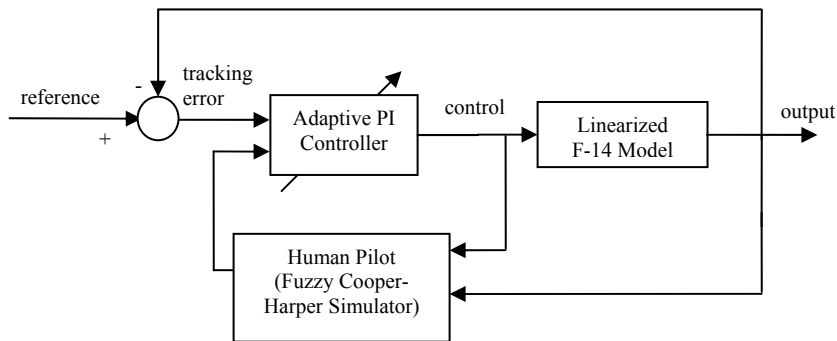 -
reference
+
tracking
error
Adaptive PI
Controller
control
Linearized
F-14 Model
output
Human Pilot
(Fuzzy Cooper-
Harper Simulator)